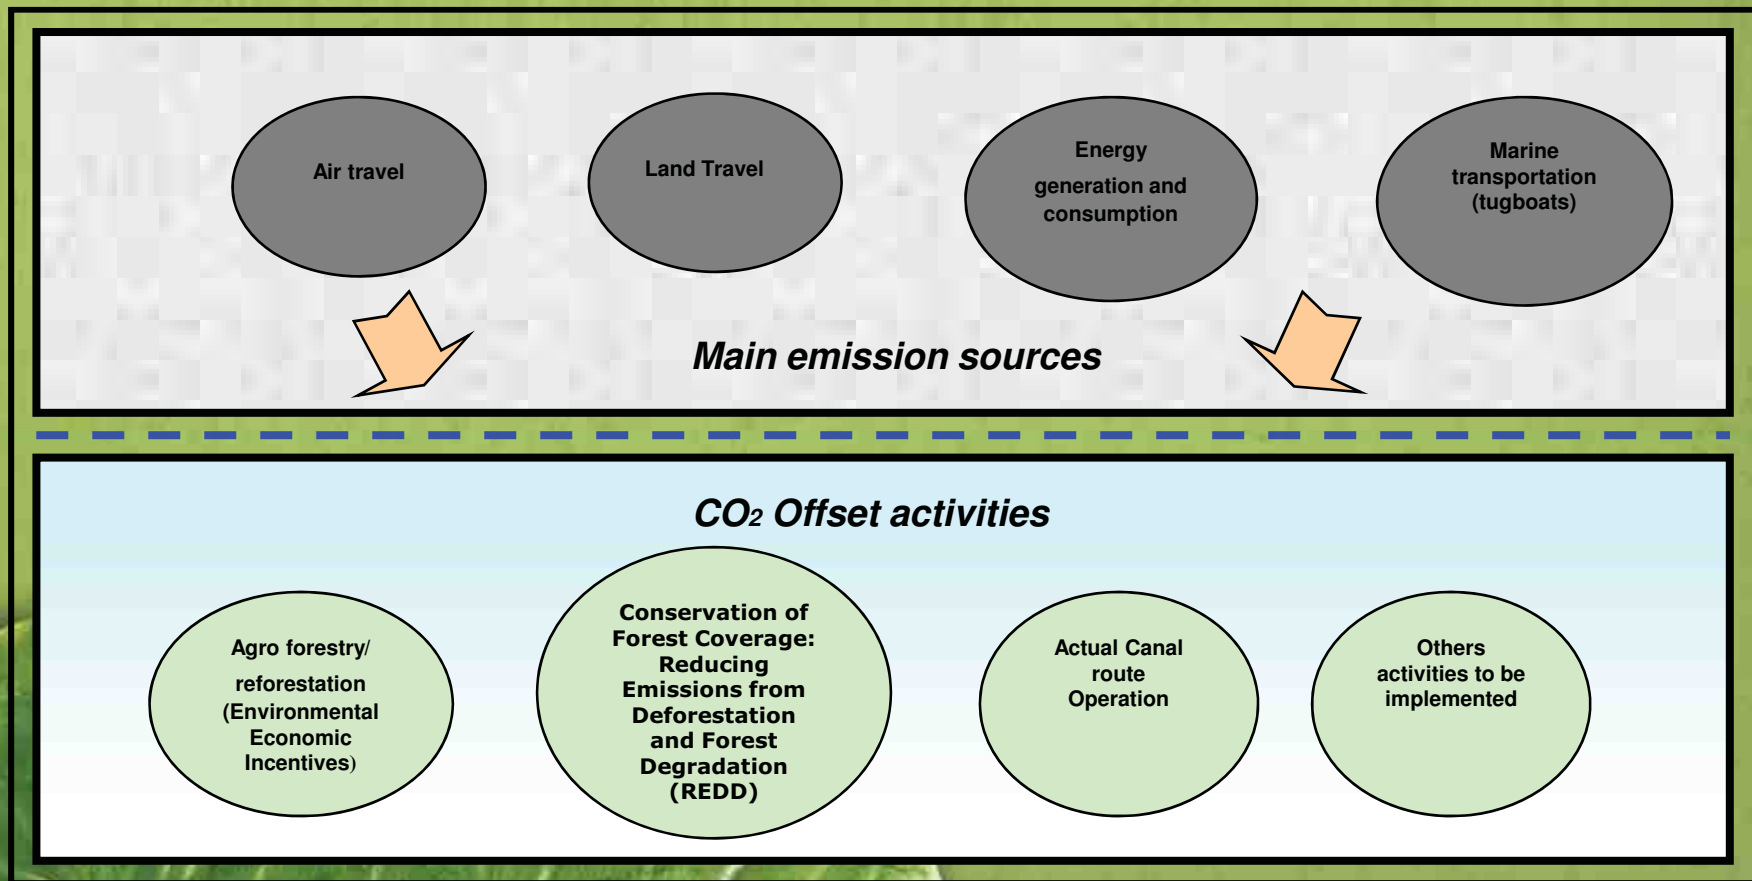 Air travel
Land Travel
Energy
generation and
consumption
Marine
transportation
(tugboats)
Main emission sources
CO₂ Offset activities
Agro forestry/
reforestation
(Environmental
Economic
Incentives)
Conservation of
Forest Coverage:
Reducing
Emissions from
Deforestation
and Forest
Degradation
(REDD)
Actual Canal
route
Operation
Others
activities to be
implemented